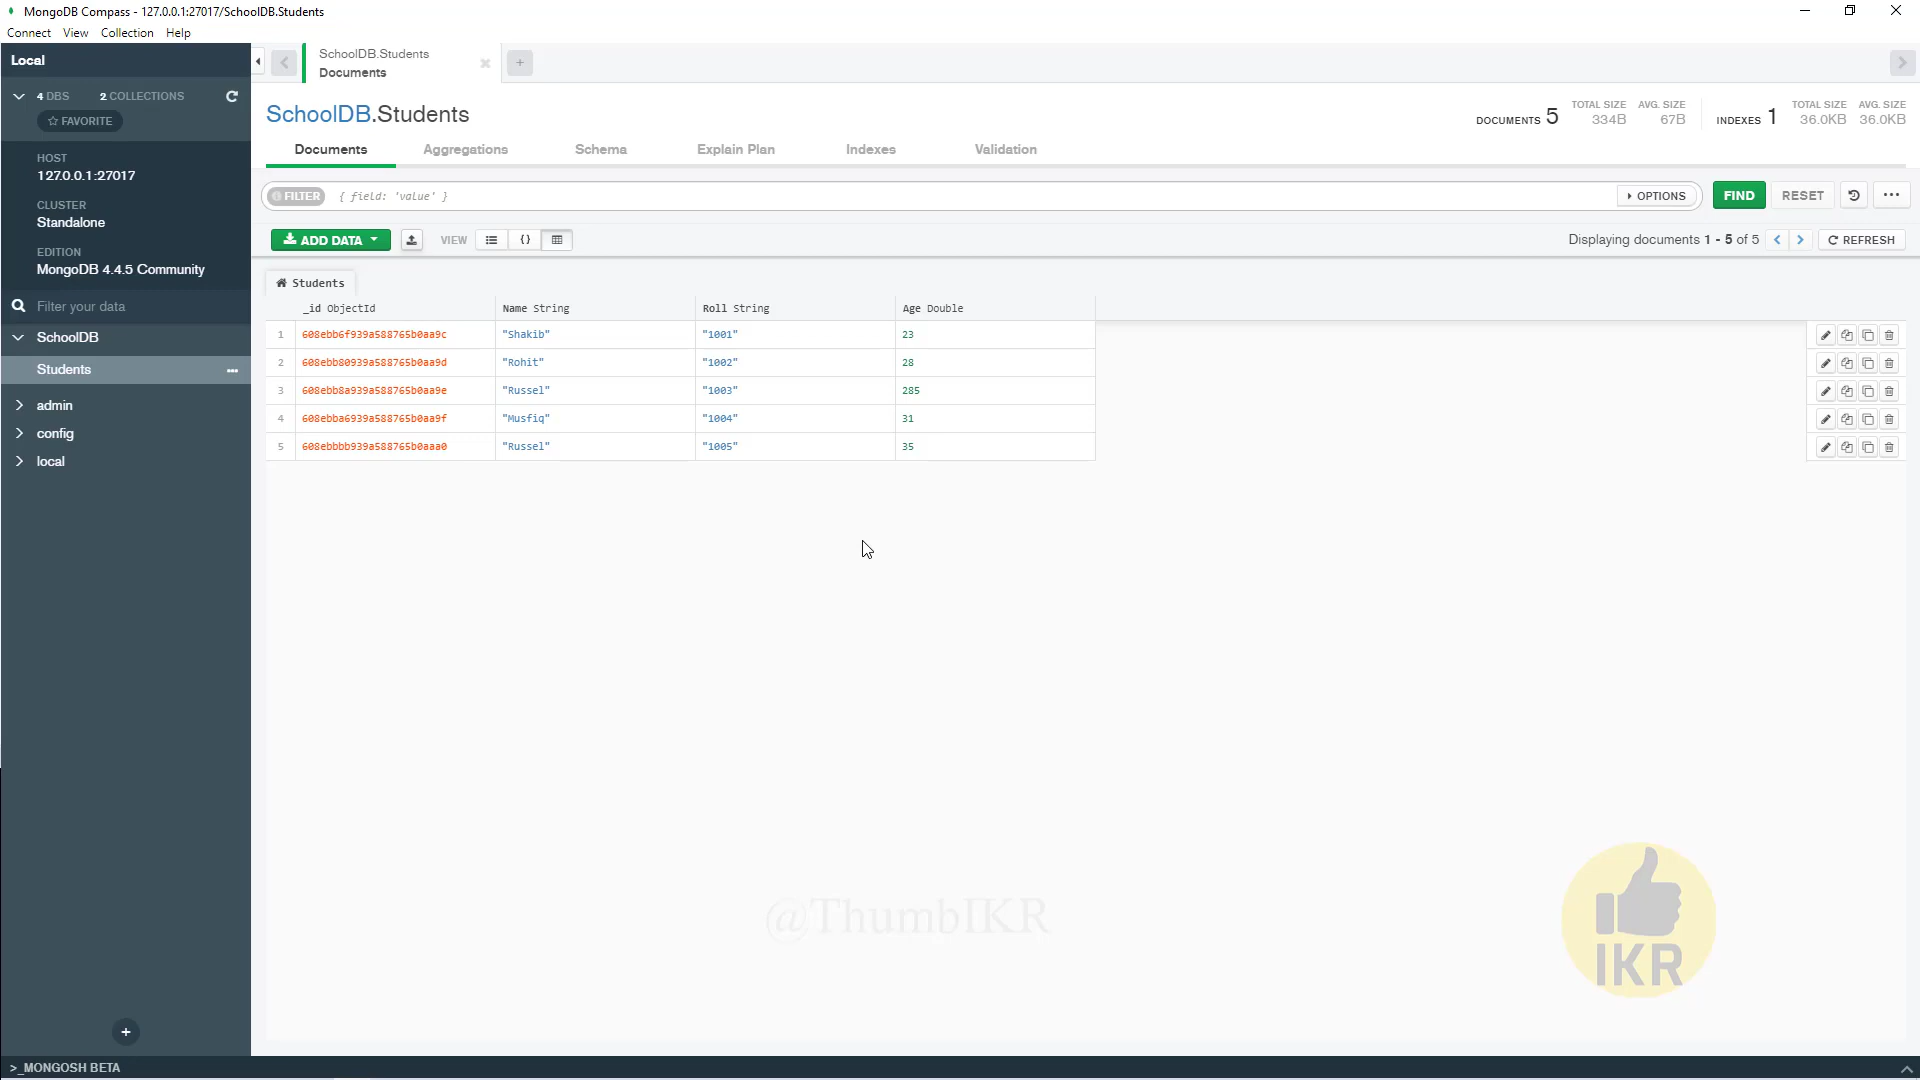 MongoDB Compass - 127.0.0.1:27017/SchoolDB.Students
Connect View Collection Help
Local
4 DBS 2 COLLECTIONS
FAVORITE
HOST
127.0.0.1:27017
CLUSTER
Standalone
EDITION
MongoDB 4.4.5 Community
Filter your data
SchoolDB
Students
admin
config
local
>_MONGOSH BETA
SchoolDB.Students
Documents
SchoolDB.Students
DOCUMENTS 5 TOTAL SIZE 334B AVG. SIZE 67B INDEXES 1 TOTAL SIZE 36.0KB AVG. SIZE 36.0KB
Documents Aggregations Schema Explain Plan Indexes Validation
FILTER { field: 'value' } OPTIONS FIND RESET
ADD DATA VIEW { } Displaying documents 1 - 5 of 5 REFRESH
Students
_id ObjectId Name String Roll String Age Double
1 608ebb6f939a588765b0aa9c "Shakib" "1001" 23
2 608ebb80939a588765b0aa9d "Rohit" "1002" 28
3 608ebb8a939a588765b0aa9e "Russel" "1003" 285
4 608ebba6939a588765b0aa9f "Musfiq" "1004" 31
5 608ebbbb939a588765b0aaa0 "Russel" "1005" 35
@ThumbIKR
IKR